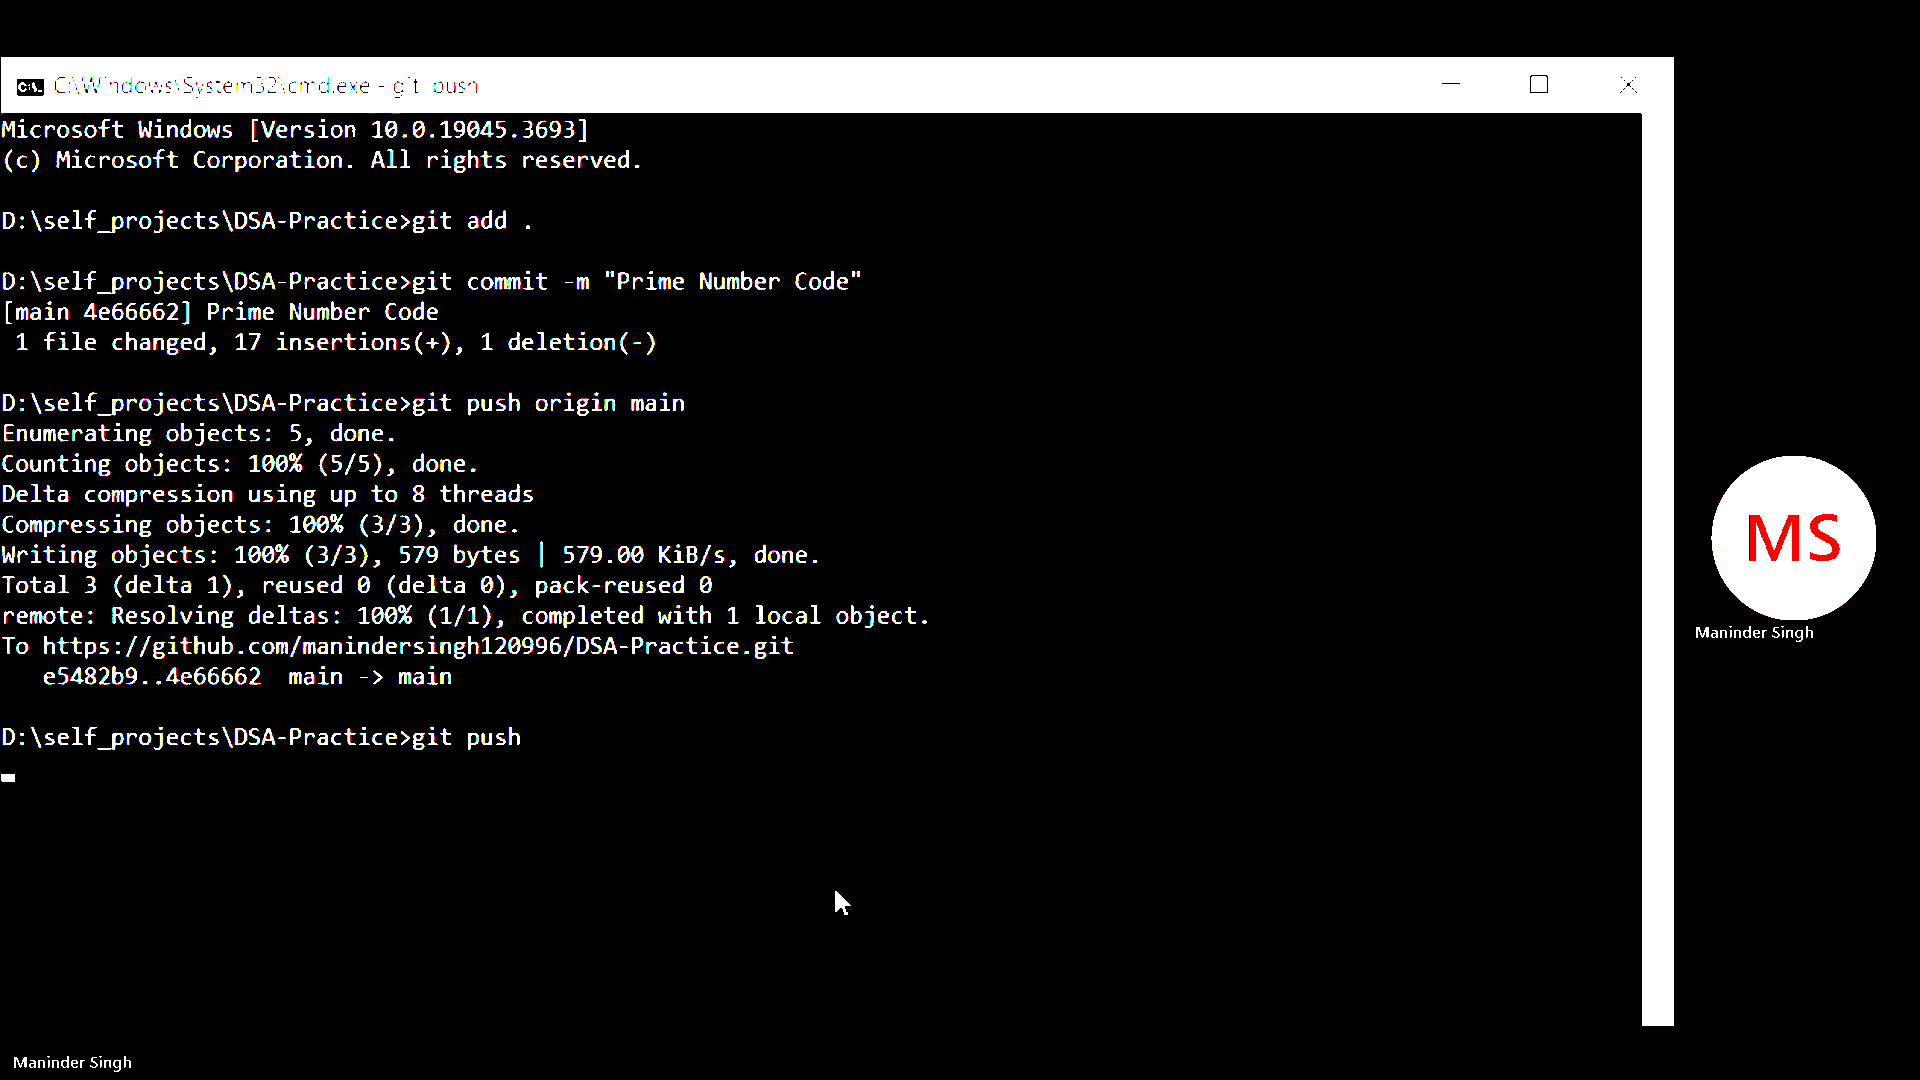 C:\Windows\System32\cmd.exe - git  push
Microsoft Windows [Version 10.0.19045.3693]
(c) Microsoft Corporation. All rights reserved.
D:\self_projects\DSA-Practice>git add .
D:\self_projects\DSA-Practice>git commit -m "Prime Number Code"
[main 4e66662] Prime Number Code
 1 file changed, 17 insertions(+), 1 deletion(-)
D:\self_projects\DSA-Practice>git push origin main
Enumerating objects: 5, done.
Counting objects: 100% (5/5), done.
Delta compression using up to 8 threads
Compressing objects: 100% (3/3), done.
Writing objects: 100% (3/3), 579 bytes | 579.00 KiB/s, done.
Total 3 (delta 1), reused 0 (delta 0), pack-reused 0
remote: Resolving deltas: 100% (1/1), completed with 1 local object.
To https://github.com/manindersingh120996/DSA-Practice.git
   e5482b9..4e66662  main -> main
D:\self_projects\DSA-Practice>git push
MS
Maninder Singh
Maninder Singh